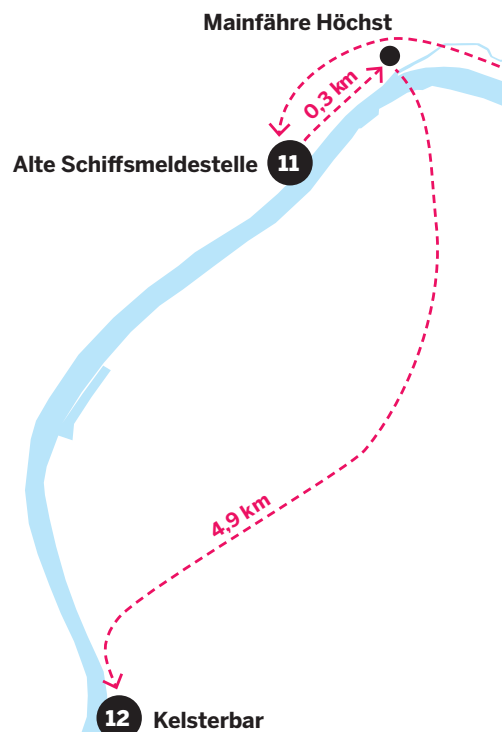 Mainfähre Höchst
0,3 km
Alte Schiffsmeldestelle 11
4,9 km
12 Kelsterbar